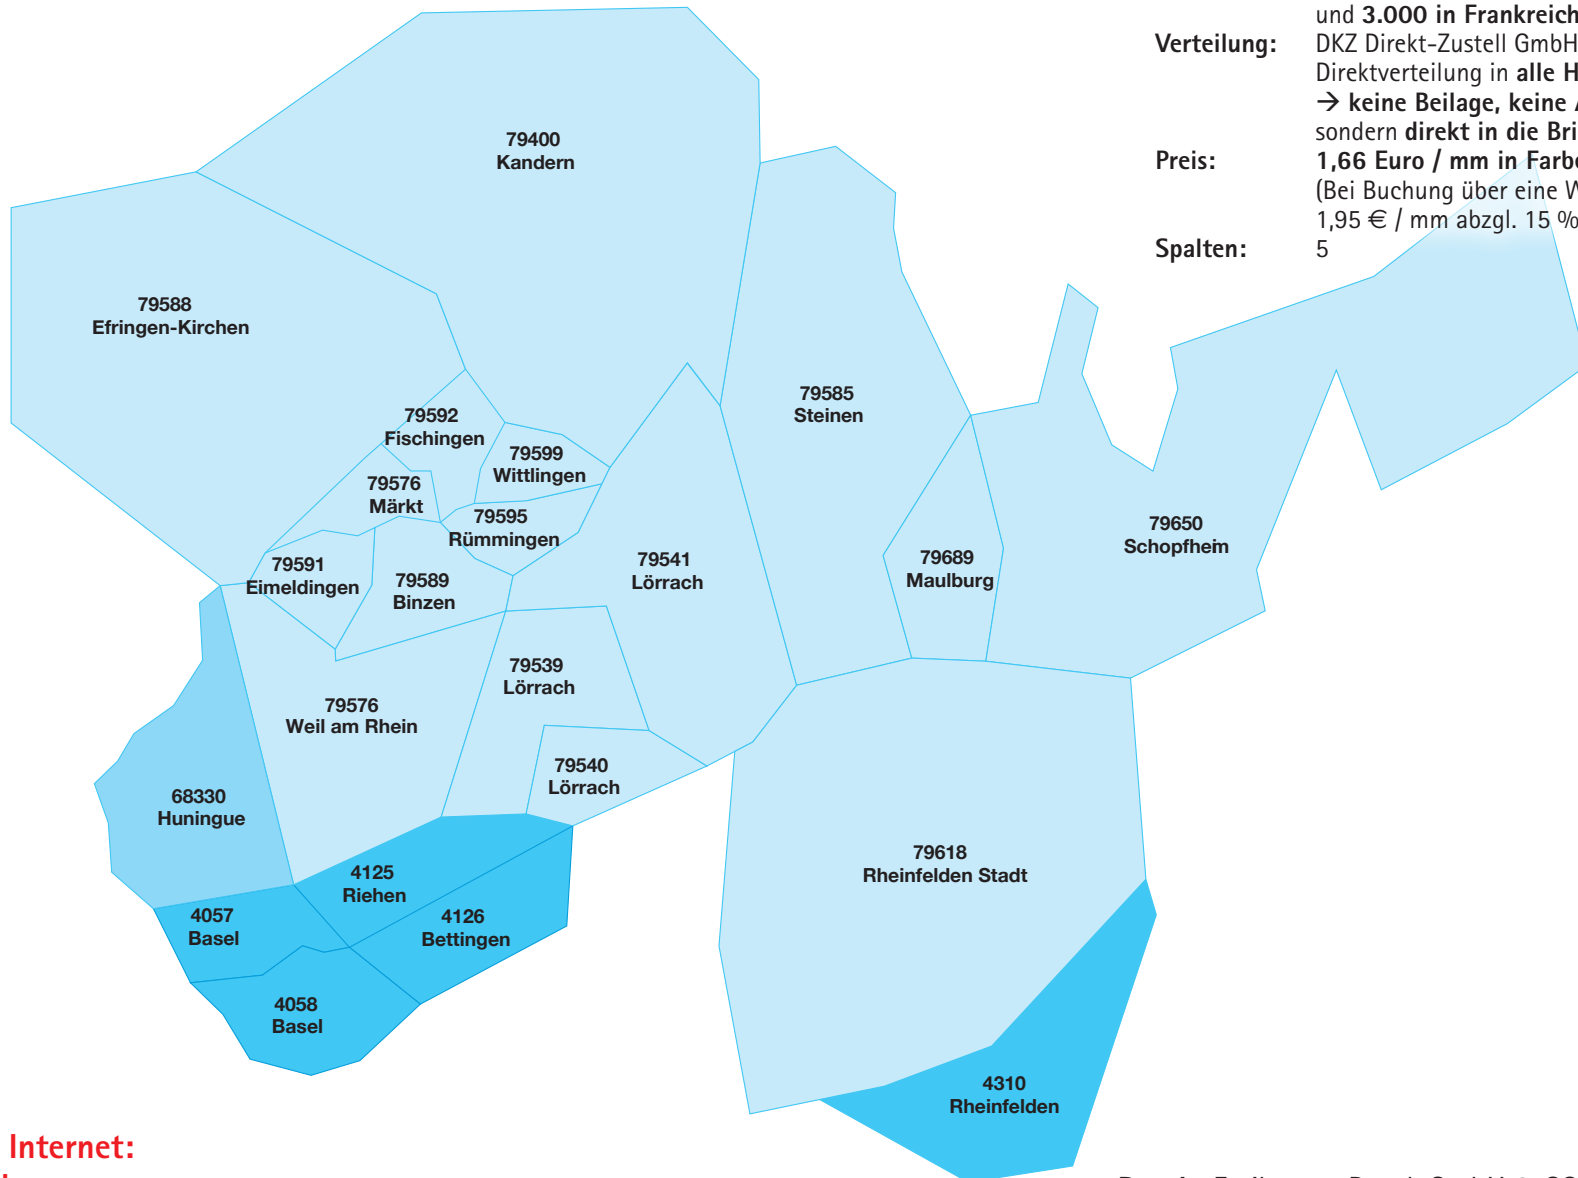 und 3.000 in Frankreich
Verteilung: DKZ Direkt-Zustell GmbH
Direktverteilung in alle
→ keine Beilage, keine
sondern direkt in die
Preis: 1,66 Euro / mm in
(Bei Buchung über eine
1,95 € / mm abzgl. 15 %
Spalten: 5
79400
Kandern
79588
Efringen-Kirchen
79585
Steinen
79592
Fischingen
79599
Wittlingen
79576
Märkt
79595
Rümmingen
79650
Schopfheim
79591
Eimeldingen
79589
Binzen
79541
Lörrach
79689
Maulburg
79539
Lörrach
79576
Weil am Rhein
79540
Lörrach
68330
Huningue
79618
Rheinfelden Stadt
4125
Riehen
4057
Basel
4126
Bettingen
4058
Basel
4310
Rheinfelden
Internet: